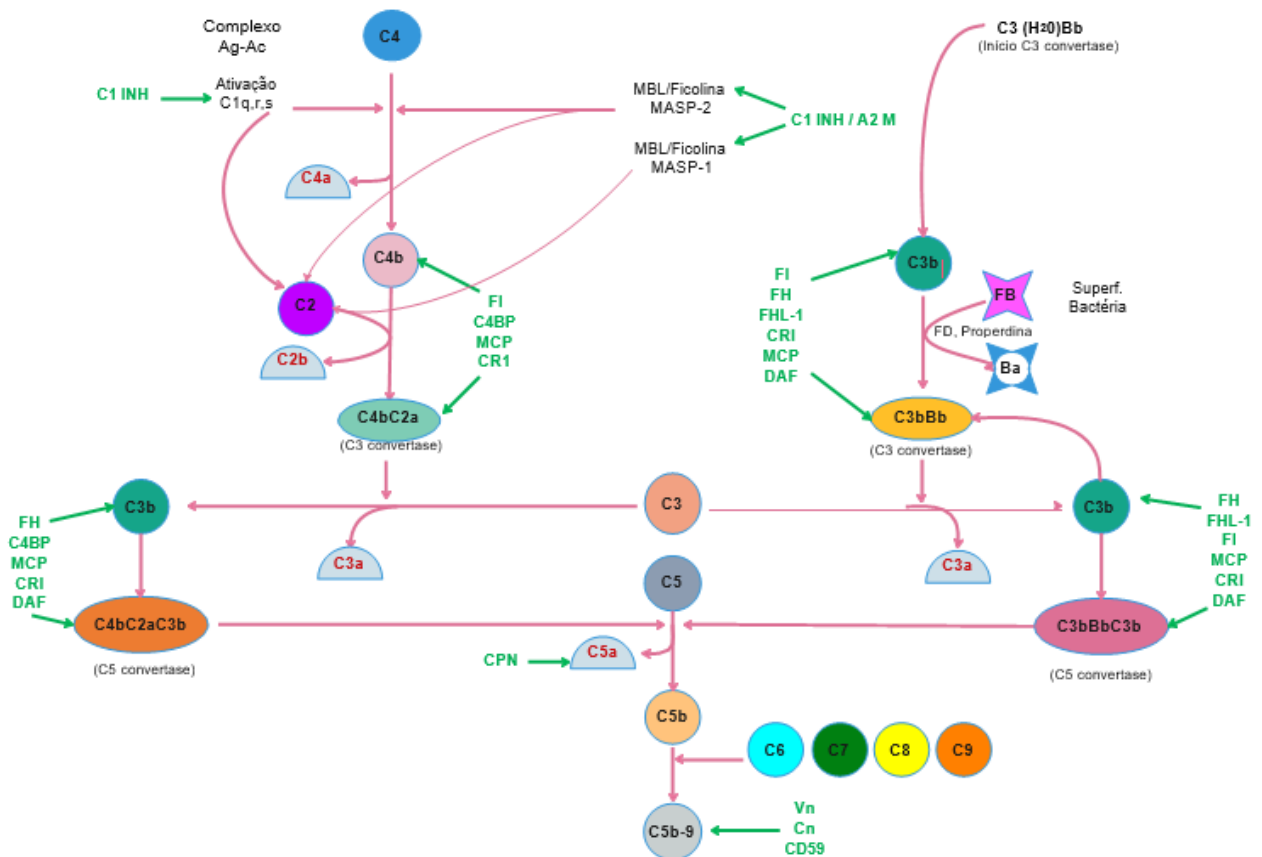 Complexo
Ag-Ac
C4
C3 (H²0)Bb
(Início C3 convertase)
C1 INH
Ativação
C1q,r,s
MBL/Ficolina
MASP-2
C1 INH / A2 M
MBL/Ficolina
MASP-1
C4a
C4b
C3b
C2
FI
C4BP
MCP
CR1
FI
FH
FHL-1
CRI
MCP
DAF
FB
Superf.
Bactéria
FD, Properdina
C2b
Ba
C4bC2a
(C3 convertase)
C3bBb
(C3 convertase)
C3b
C3
C3b
FH
C4BP
MCP
CRI
DAF
FH
FHL-1
FI
MCP
CRI
DAF
C3a
C3a
C5
C4bC2aC3b
(C5 convertase)
C3bBbC3b
(C5 convertase)
CPN
C5a
C5b
C6
C7
C8
C9
C5b-9
Vn
Cn
CD59